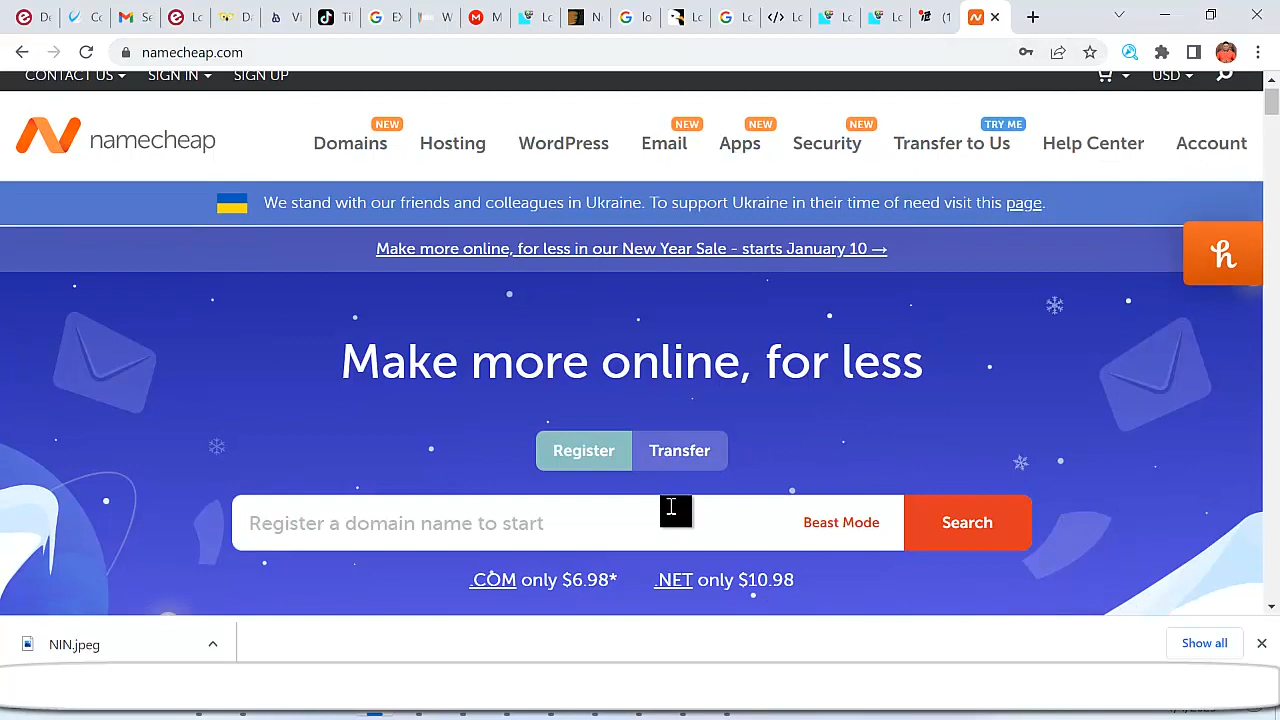 namecheap.com
CONTACT US SIGN IN SIGN UP USD
namecheap
NEW NEW NEW NEW TRY ME
Domains Hosting WordPress Email Apps Security Transfer to Us Help Center Account
We stand with our friends and colleagues in Ukraine. To support Ukraine in their time of need visit this page.
Make more online, for less in our New Year Sale - starts January 10 →
Make more online, for less
Register Transfer
Register a domain name to start Beast Mode Search
.COM only $6.98* .NET only $10.98
NIN.jpeg Show all